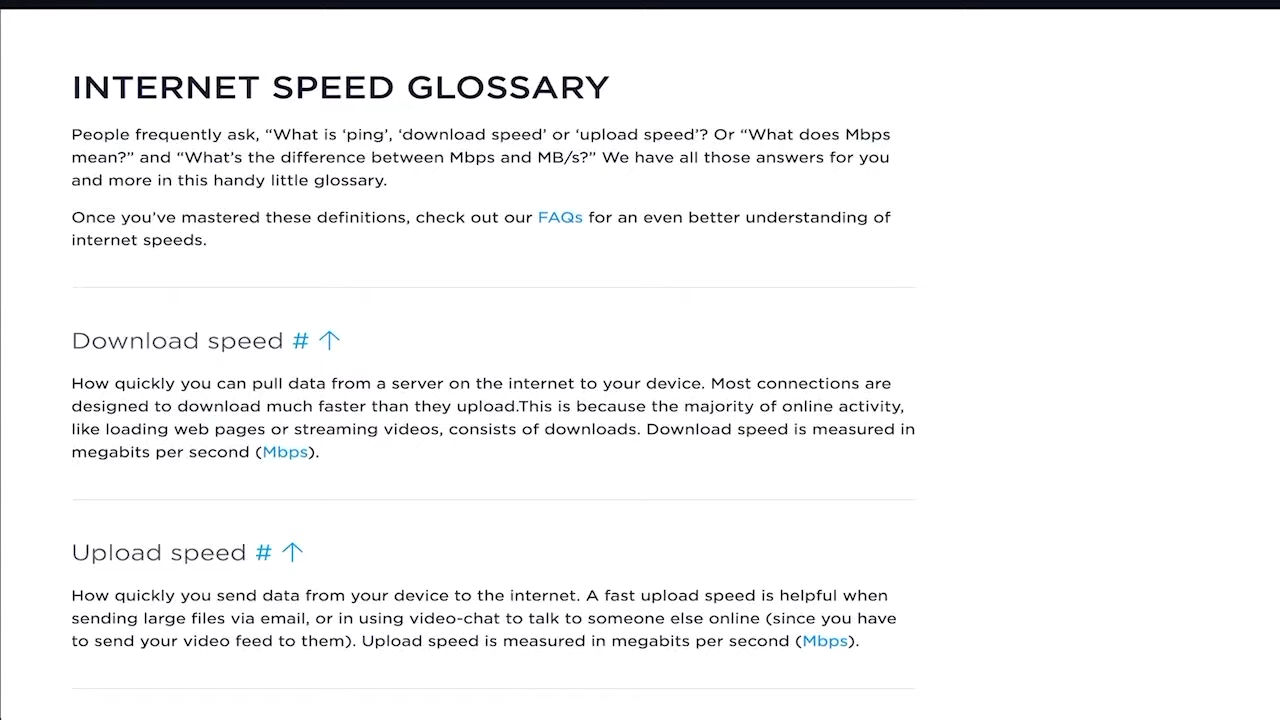 INTERNET SPEED GLOSSARY
People frequently ask, “What is ‘ping’, ‘download speed’ or ‘upload speed’? Or “What does Mbps
mean?” and “What’s the difference between Mbps and MB/s?” We have all those answers for you
and more in this handy little glossary.
Once you’ve mastered these definitions, check out our FAQs for an even better understanding of
internet speeds.
Download speed # ↑
How quickly you can pull data from a server on the internet to your device. Most connections are
designed to download much faster than they upload.This is because the majority of online activity,
like loading web pages or streaming videos, consists of downloads. Download speed is measured in
megabits per second (Mbps).
Upload speed # ↑
How quickly you send data from your device to the internet. A fast upload speed is helpful when
sending large files via email, or in using video-chat to talk to someone else online (since you have
to send your video feed to them). Upload speed is measured in megabits per second (Mbps).